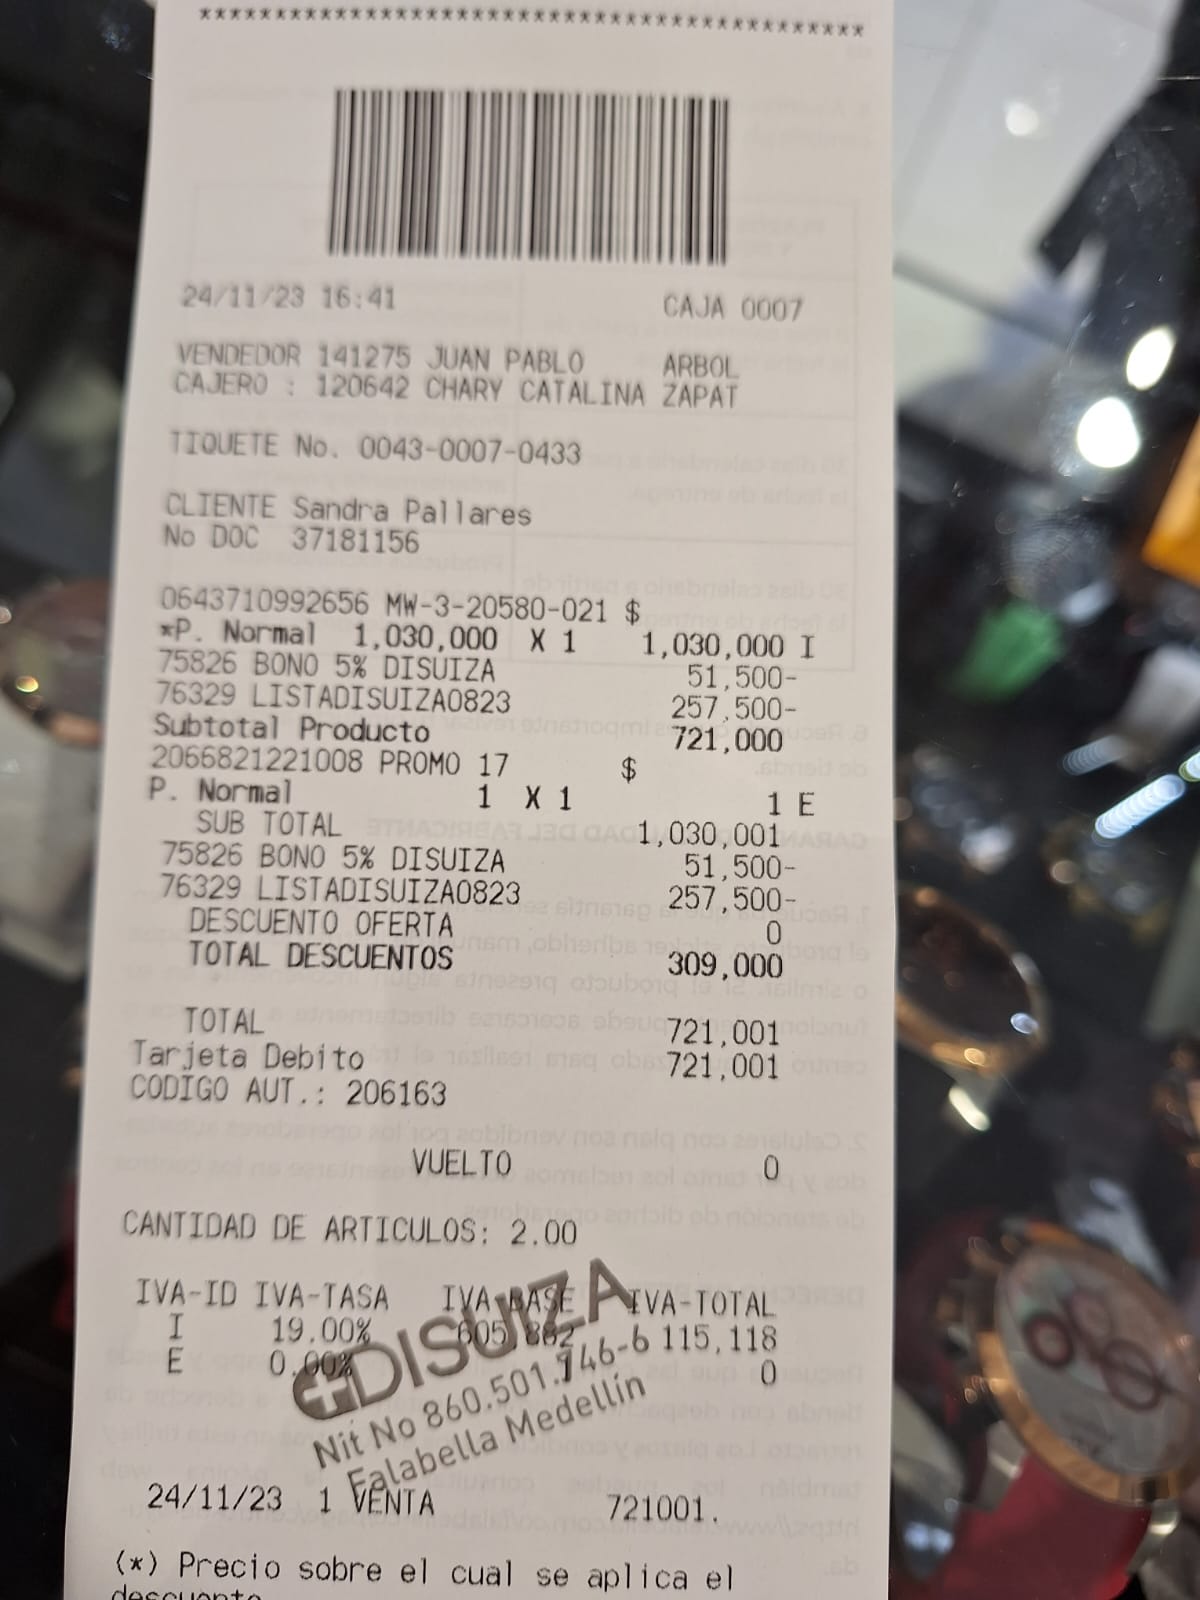 ******************************************
24/11/23 16:41 CAJA 0007
VENDEDOR 141275 JUAN PABLO ARBOL
CAJERO : 120642 CHARY CATALINA ZAPAT
TIQUETE No. 0043-0007-0433
CLIENTE Sandra Pallares
No DOC 37181156
0643710992656 MW-3-20580-021 $
*P. Normal 1,030,000 X 1 1,030,000 I
75826 BONO 5% DISUIZA 51,500-
76329 LISTADISUIZA0823 257,500-
Subtotal Producto 721,000
2066821221008 PROMO 17 $
P. Normal 1 X 1 1 E
SUB TOTAL 1,030,001
75826 BONO 5% DISUIZA 51,500-
76329 LISTADISUIZA0823 257,500-
DESCUENTO OFERTA 0
TOTAL DESCUENTOS 309,000
TOTAL 721,001
Tarjeta Debito 721,001
CODIGO AUT.: 206163
VUELTO 0
CANTIDAD DE ARTICULOS: 2.00
IVA-ID IVA-TASA IVA-BASE IVA-TOTAL
I 19.00% 605,882 115,118
E 0.00% 1 0
DISUIZA
Nit No 860.501.146-6
Falabella Medellín
24/11/23 1 VENTA 721001.
(*) Precio sobre el cual se aplica el
descuento